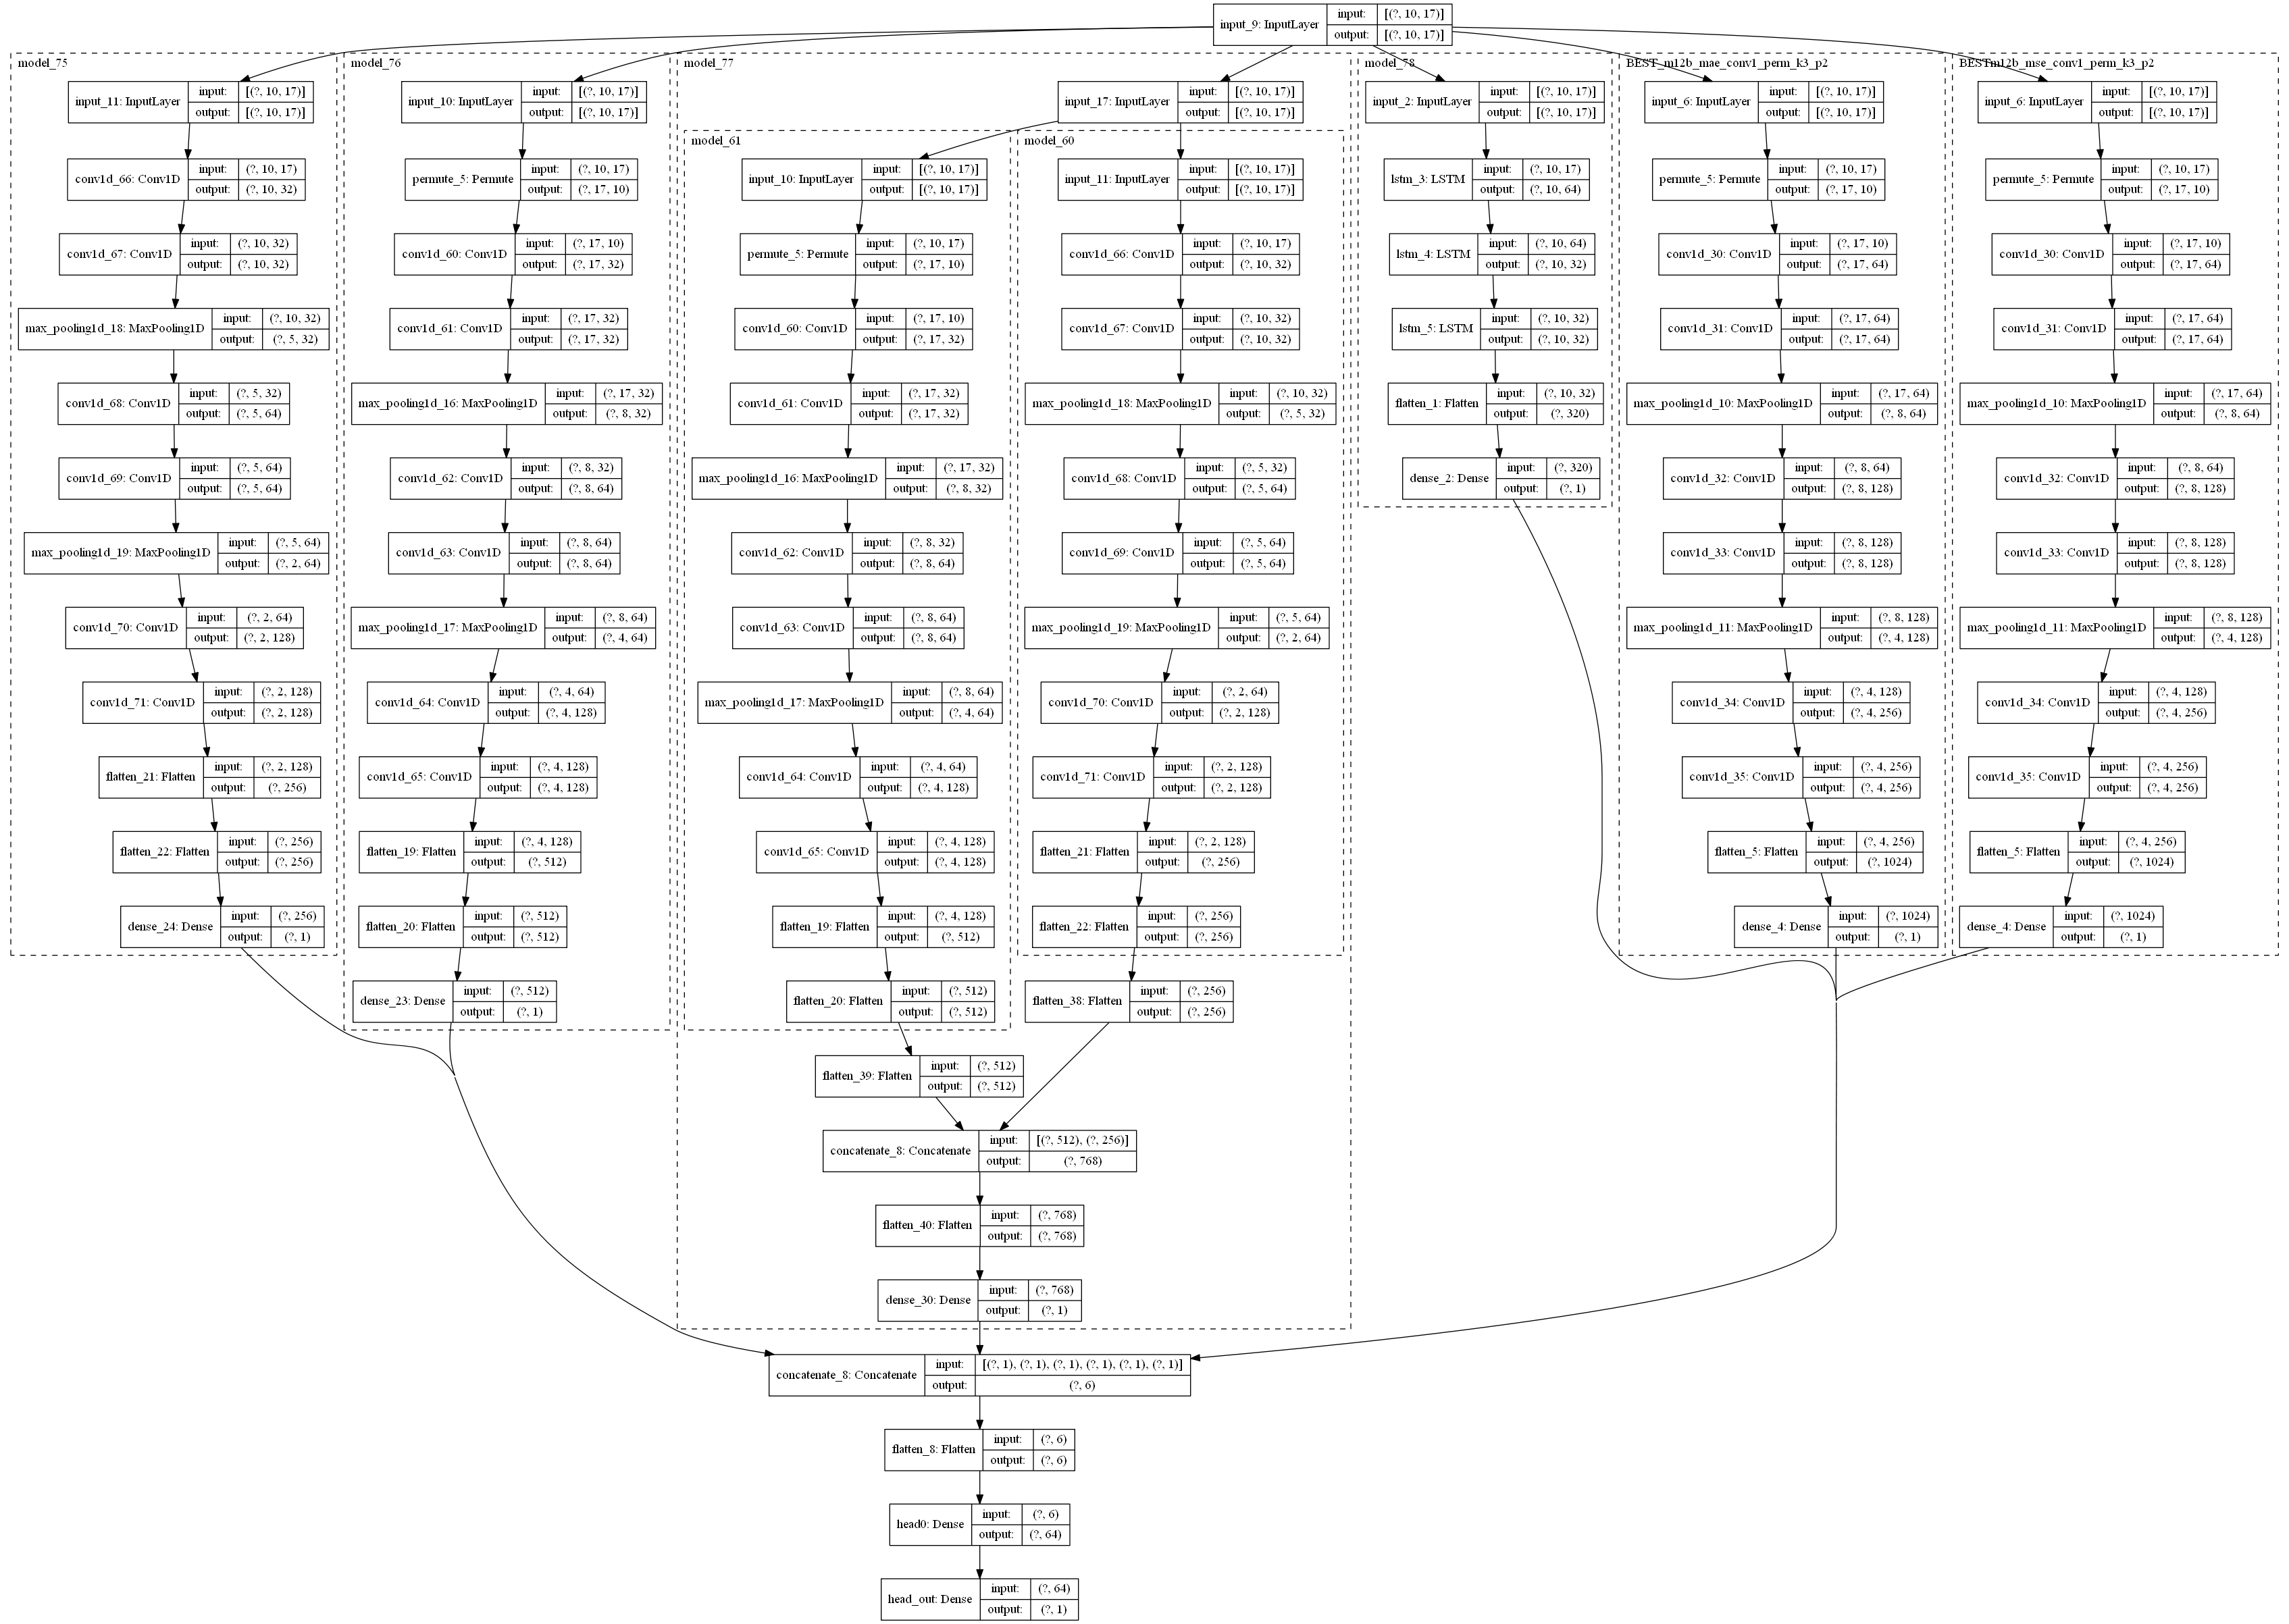 input_9: InputLayer
input: [(?, 10, 17)]
output: [(?, 10, 17)]
model_75
input_11: InputLayer
input: [(?, 10, 17)]
output: [(?, 10, 17)]
conv1d_66: Conv1D
input: (?, 10, 17)
output: (?, 10, 32)
conv1d_67: Conv1D
input: (?, 10, 32)
output: (?, 10, 32)
max_pooling1d_18: MaxPooling1D
input: (?, 10, 32)
output: (?, 5, 32)
conv1d_68: Conv1D
input: (?, 5, 32)
output: (?, 5, 64)
conv1d_69: Conv1D
input: (?, 5, 64)
output: (?, 5, 64)
max_pooling1d_19: MaxPooling1D
input: (?, 5, 64)
output: (?, 2, 64)
conv1d_70: Conv1D
input: (?, 2, 64)
output: (?, 2, 128)
conv1d_71: Conv1D
input: (?, 2, 128)
output: (?, 2, 128)
flatten_21: Flatten
input: (?, 2, 128)
output: (?, 256)
flatten_22: Flatten
input: (?, 256)
output: (?, 256)
dense_24: Dense
input: (?, 256)
output: (?, 1)
model_76
input_10: InputLayer
input: [(?, 10, 17)]
output: [(?, 10, 17)]
permute_5: Permute
input: (?, 10, 17)
output: (?, 17, 10)
conv1d_60: Conv1D
input: (?, 17, 10)
output: (?, 17, 32)
conv1d_61: Conv1D
input: (?, 17, 32)
output: (?, 17, 32)
max_pooling1d_16: MaxPooling1D
input: (?, 17, 32)
output: (?, 8, 32)
conv1d_62: Conv1D
input: (?, 8, 32)
output: (?, 8, 64)
conv1d_63: Conv1D
input: (?, 8, 64)
output: (?, 8, 64)
max_pooling1d_17: MaxPooling1D
input: (?, 8, 64)
output: (?, 4, 64)
conv1d_64: Conv1D
input: (?, 4, 64)
output: (?, 4, 128)
conv1d_65: Conv1D
input: (?, 4, 128)
output: (?, 4, 128)
flatten_19: Flatten
input: (?, 4, 128)
output: (?, 512)
flatten_20: Flatten
input: (?, 512)
output: (?, 512)
dense_23: Dense
input: (?, 512)
output: (?, 1)
model_77
input_17: InputLayer
input: [(?, 10, 17)]
output: [(?, 10, 17)]
model_61
input_10: InputLayer
input: [(?, 10, 17)]
output: [(?, 10, 17)]
permute_5: Permute
input: (?, 10, 17)
output: (?, 17, 10)
conv1d_60: Conv1D
input: (?, 17, 10)
output: (?, 17, 32)
conv1d_61: Conv1D
input: (?, 17, 32)
output: (?, 17, 32)
max_pooling1d_16: MaxPooling1D
input: (?, 17, 32)
output: (?, 8, 32)
conv1d_62: Conv1D
input: (?, 8, 32)
output: (?, 8, 64)
conv1d_63: Conv1D
input: (?, 8, 64)
output: (?, 8, 64)
max_pooling1d_17: MaxPooling1D
input: (?, 8, 64)
output: (?, 4, 64)
conv1d_64: Conv1D
input: (?, 4, 64)
output: (?, 4, 128)
conv1d_65: Conv1D
input: (?, 4, 128)
output: (?, 4, 128)
flatten_19: Flatten
input: (?, 4, 128)
output: (?, 512)
flatten_20: Flatten
input: (?, 512)
output: (?, 512)
model_60
input_11: InputLayer
input: [(?, 10, 17)]
output: [(?, 10, 17)]
conv1d_66: Conv1D
input: (?, 10, 17)
output: (?, 10, 32)
conv1d_67: Conv1D
input: (?, 10, 32)
output: (?, 10, 32)
max_pooling1d_18: MaxPooling1D
input: (?, 10, 32)
output: (?, 5, 32)
conv1d_68: Conv1D
input: (?, 5, 32)
output: (?, 5, 64)
conv1d_69: Conv1D
input: (?, 5, 64)
output: (?, 5, 64)
max_pooling1d_19: MaxPooling1D
input: (?, 5, 64)
output: (?, 2, 64)
conv1d_70: Conv1D
input: (?, 2, 64)
output: (?, 2, 128)
conv1d_71: Conv1D
input: (?, 2, 128)
output: (?, 2, 128)
flatten_21: Flatten
input: (?, 2, 128)
output: (?, 256)
flatten_22: Flatten
input: (?, 256)
output: (?, 256)
flatten_38: Flatten
input: (?, 256)
output: (?, 256)
flatten_39: Flatten
input: (?, 512)
output: (?, 512)
concatenate_8: Concatenate
input: [(?, 512), (?, 256)]
output: (?, 768)
flatten_40: Flatten
input: (?, 768)
output: (?, 768)
dense_30: Dense
input: (?, 768)
output: (?, 1)
model_78
input_2: InputLayer
input: [(?, 10, 17)]
output: [(?, 10, 17)]
lstm_3: LSTM
input: (?, 10, 17)
output: (?, 10, 64)
lstm_4: LSTM
input: (?, 10, 64)
output: (?, 10, 32)
lstm_5: LSTM
input: (?, 10, 32)
output: (?, 10, 32)
flatten_1: Flatten
input: (?, 10, 32)
output: (?, 320)
dense_2: Dense
input: (?, 320)
output: (?, 1)
BEST_m12b_mae_conv1_perm_k3_p2
input_6: InputLayer
input: [(?, 10, 17)]
output: [(?, 10, 17)]
permute_5: Permute
input: (?, 10, 17)
output: (?, 17, 10)
conv1d_30: Conv1D
input: (?, 17, 10)
output: (?, 17, 64)
conv1d_31: Conv1D
input: (?, 17, 64)
output: (?, 17, 64)
max_pooling1d_10: MaxPooling1D
input: (?, 17, 64)
output: (?, 8, 64)
conv1d_32: Conv1D
input: (?, 8, 64)
output: (?, 8, 128)
conv1d_33: Conv1D
input: (?, 8, 128)
output: (?, 8, 128)
max_pooling1d_11: MaxPooling1D
input: (?, 8, 128)
output: (?, 4, 128)
conv1d_34: Conv1D
input: (?, 4, 128)
output: (?, 4, 256)
conv1d_35: Conv1D
input: (?, 4, 256)
output: (?, 4, 256)
flatten_5: Flatten
input: (?, 4, 256)
output: (?, 1024)
dense_4: Dense
input: (?, 1024)
output: (?, 1)
BESTm12b_mse_conv1_perm_k3_p2
input_6: InputLayer
input: [(?, 10, 17)]
output: [(?, 10, 17)]
permute_5: Permute
input: (?, 10, 17)
output: (?, 17, 10)
conv1d_30: Conv1D
input: (?, 17, 10)
output: (?, 17, 64)
conv1d_31: Conv1D
input: (?, 17, 64)
output: (?, 17, 64)
max_pooling1d_10: MaxPooling1D
input: (?, 17, 64)
output: (?, 8, 64)
conv1d_32: Conv1D
input: (?, 8, 64)
output: (?, 8, 128)
conv1d_33: Conv1D
input: (?, 8, 128)
output: (?, 8, 128)
max_pooling1d_11: MaxPooling1D
input: (?, 8, 128)
output: (?, 4, 128)
conv1d_34: Conv1D
input: (?, 4, 128)
output: (?, 4, 256)
conv1d_35: Conv1D
input: (?, 4, 256)
output: (?, 4, 256)
flatten_5: Flatten
input: (?, 4, 256)
output: (?, 1024)
dense_4: Dense
input: (?, 1024)
output: (?, 1)
concatenate_8: Concatenate
input: [(?, 1), (?, 1), (?, 1), (?, 1), (?, 1), (?, 1)]
output: (?, 6)
flatten_8: Flatten
input: (?, 6)
output: (?, 6)
head0: Dense
input: (?, 6)
output: (?, 64)
head_out: Dense
input: (?, 64)
output: (?, 1)